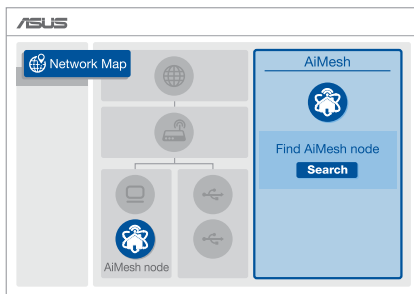 ASUS
Network Map
AiMesh
Find AiMesh node
Search
AiMesh node